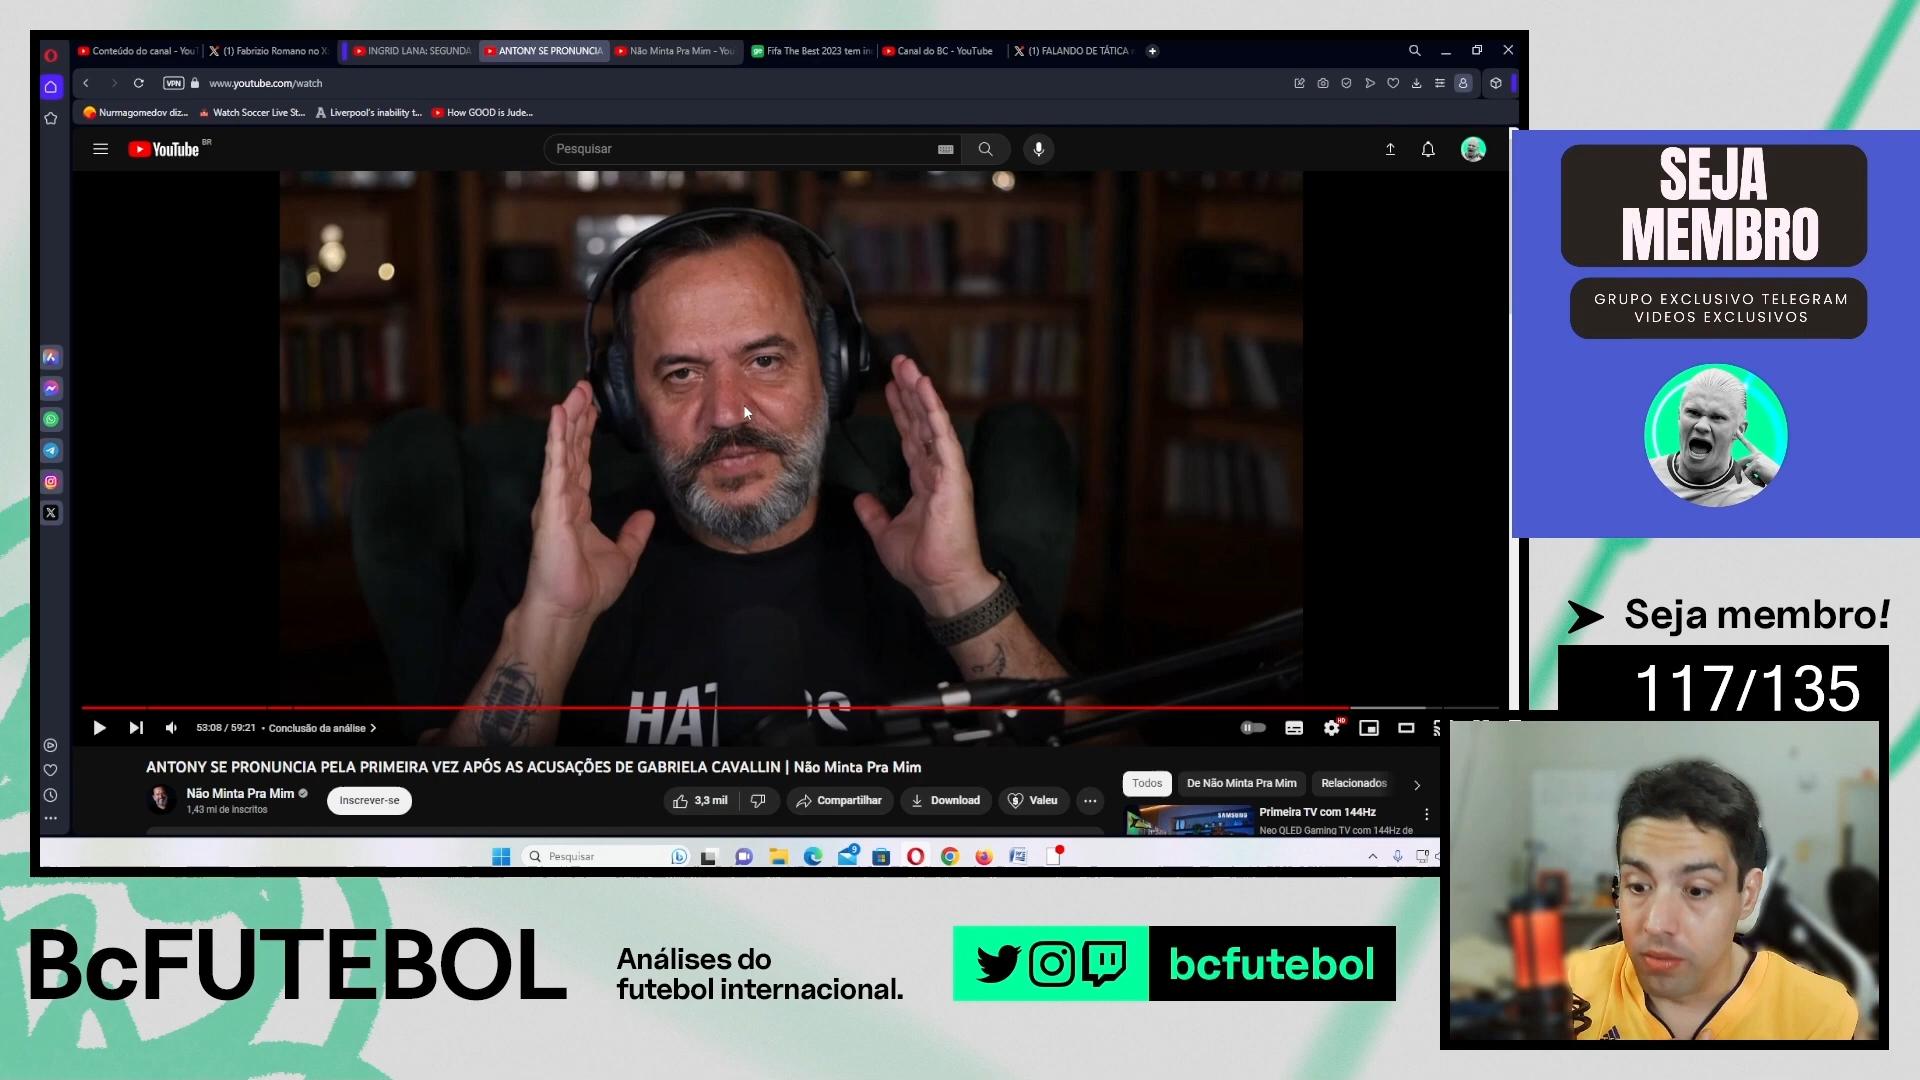 Conteúdo do canal - You
(1) Fabrizio Romano no X
INGRID LANA: SEGUNDA
ANTONY SE PRONUNCIA
Não Minta Pra Mim - You
Fifa The Best 2023 tem in
Canal do BC - YouTube
(1) FALANDO DE TÁTICA
VPN
www.youtube.com/watch
Nurmagomedov diz...
Watch Soccer Live St...
Liverpool's inability t...
How GOOD is Jude...
YouTube BR
Pesquisar
SEJA
MEMBRO
GRUPO EXCLUSIVO TELEGRAM
VIDEOS EXCLUSIVOS
Seja membro!
117/135
53:08 / 59:21 • Conclusão da análise
HD
ANTONY SE PRONUNCIA PELA PRIMEIRA VEZ APÓS AS ACUSAÇÕES DE GABRIELA CAVALLIN | Não Minta Pra Mim
Não Minta Pra Mim
1,43 mi de inscritos
Inscrever-se
3,3 mil
Compartilhar
Download
Valeu
Todos
De Não Minta Pra Mim
Relacionados
SAMSUNG
Primeira TV com 144Hz
Neo QLED Gaming TV com 144Hz de
Pesquisar
9
BcFUTEBOL
Análises do
futebol internacional.
bcfutebol